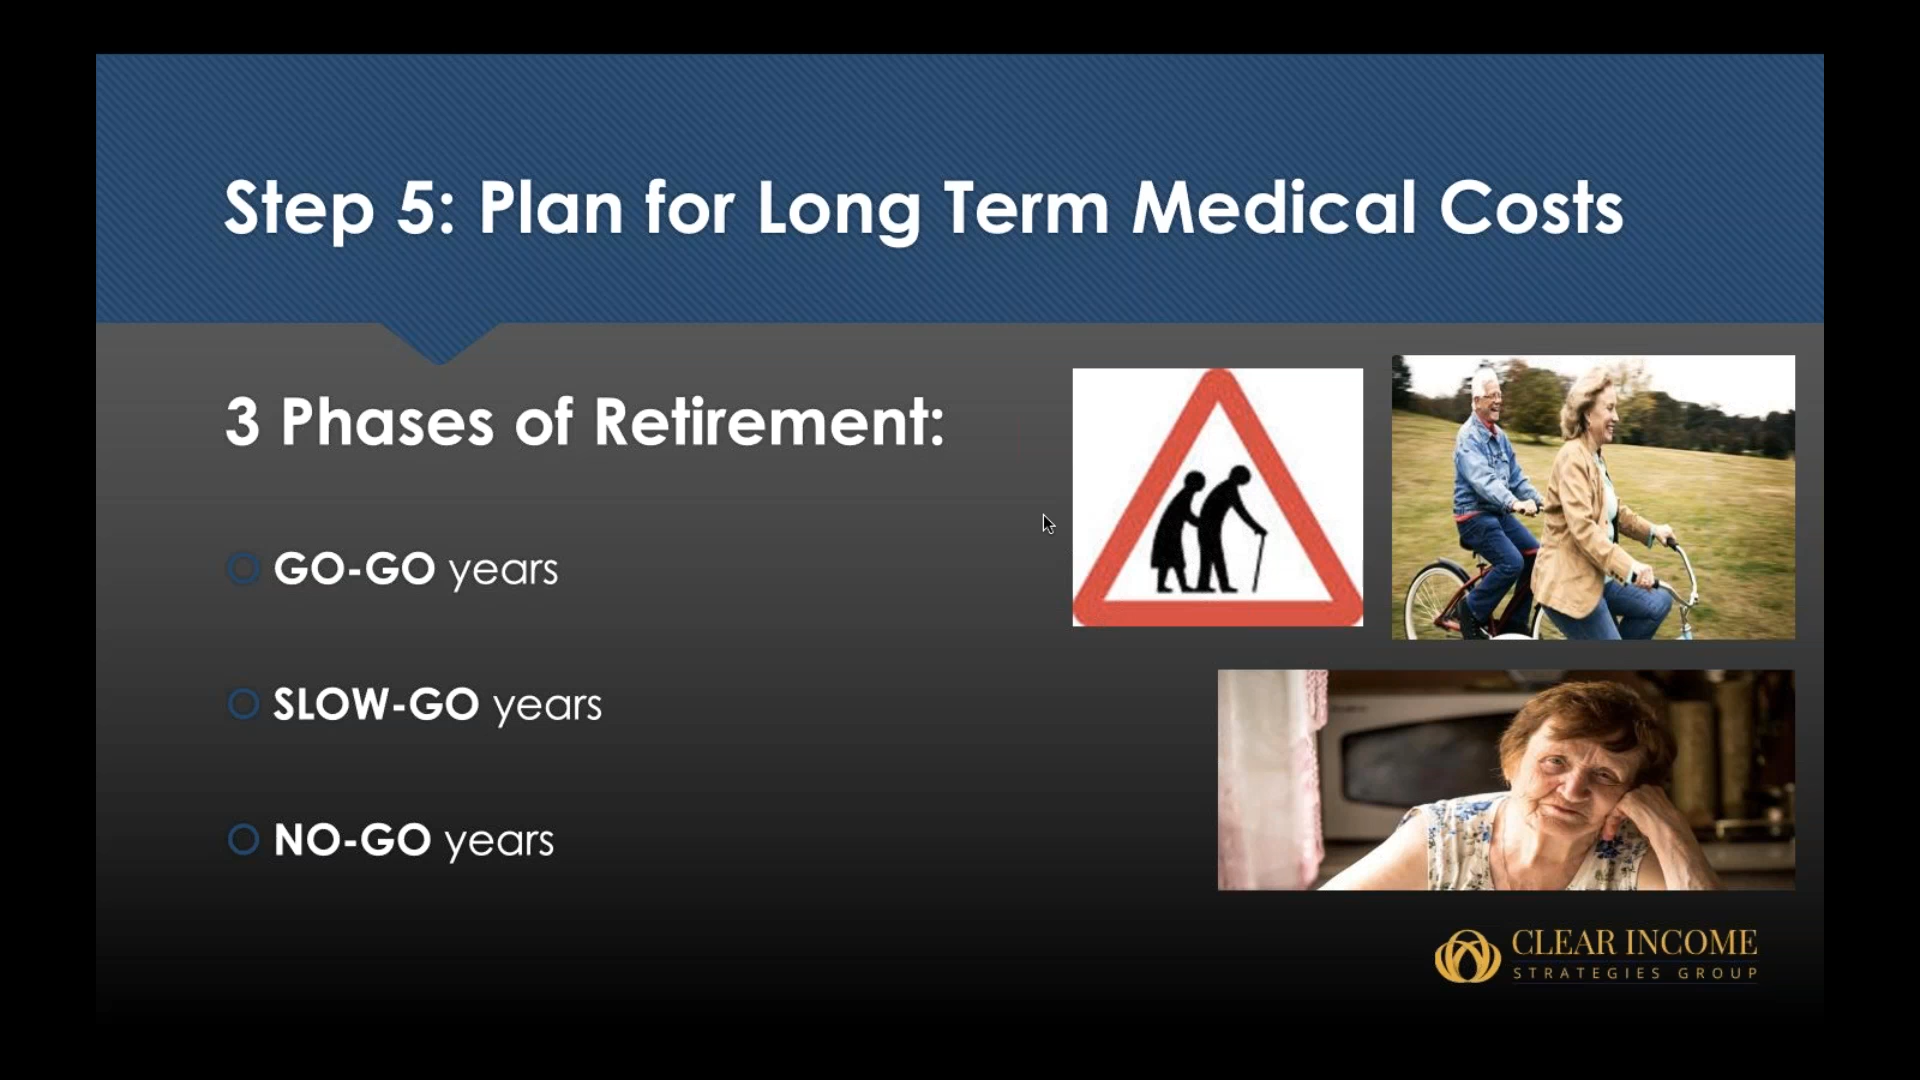 Step 5: Plan for Long Term Medical Costs
3 Phases of Retirement:
GO-GO years
SLOW-GO years
NO-GO years
CLEAR INCOME
STRATEGIES GROUP